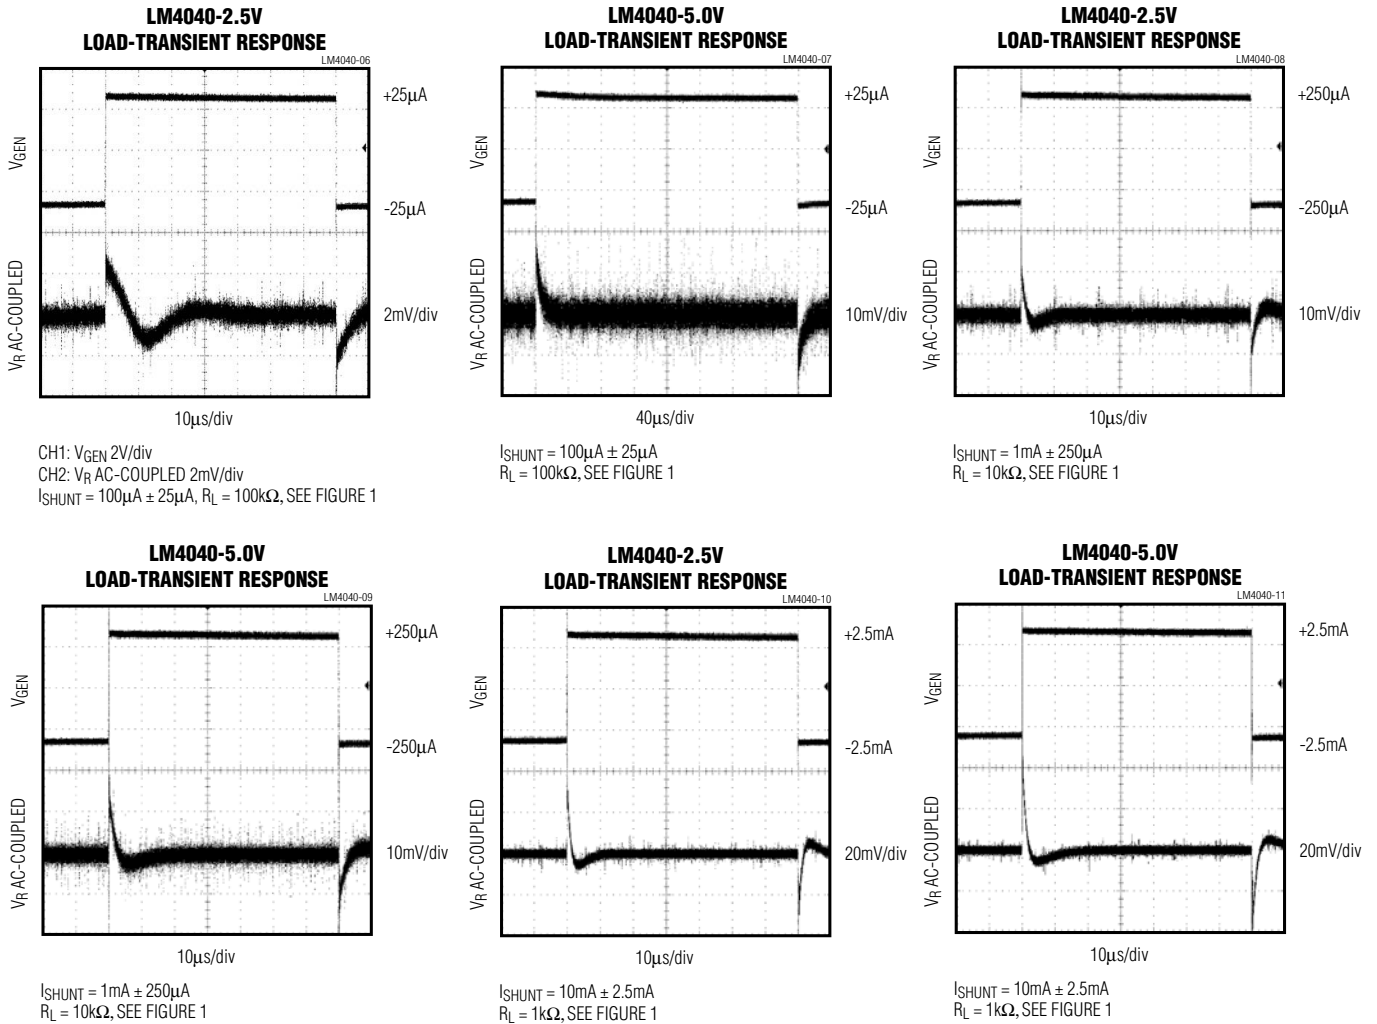 LM4040-2.5V
LOAD-TRANSIENT RESPONSE
LM4040-06
VGEN
+25μA
-25μA
VR AC-COUPLED
2mV/div
10μs/div
CH1: VGEN 2V/div
CH2: VR AC-COUPLED 2mV/div
ISHUNT = 100μA ± 25μA, RL = 100kΩ, SEE FIGURE 1
LM4040-5.0V
LOAD-TRANSIENT RESPONSE
LM4040-07
VGEN
+25μA
-25μA
VR AC-COUPLED
10mV/div
40μs/div
ISHUNT = 100μA ± 25μA
RL = 100kΩ, SEE FIGURE 1
LM4040-2.5V
LOAD-TRANSIENT RESPONSE
LM4040-08
VGEN
+250μA
-250μA
VR AC-COUPLED
10mV/div
10μs/div
ISHUNT = 1mA ± 250μA
RL = 10kΩ, SEE FIGURE 1
LM4040-5.0V
LOAD-TRANSIENT RESPONSE
LM4040-09
VGEN
+250μA
-250μA
VR AC-COUPLED
10mV/div
10μs/div
ISHUNT = 1mA ± 250μA
RL = 10kΩ, SEE FIGURE 1
LM4040-2.5V
LOAD-TRANSIENT RESPONSE
LM4040-10
VGEN
+2.5mA
-2.5mA
VR AC-COUPLED
20mV/div
10μs/div
ISHUNT = 10mA ± 2.5mA
RL = 1kΩ, SEE FIGURE 1
LM4040-5.0V
LOAD-TRANSIENT RESPONSE
LM4040-11
VGEN
+2.5mA
-2.5mA
VR AC-COUPLED
20mV/div
10μs/div
ISHUNT = 10mA ± 2.5mA
RL = 1kΩ, SEE FIGURE 1